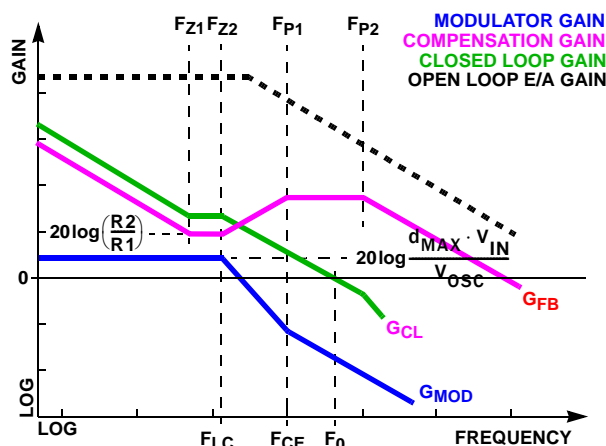 F_Z1 F_Z2 F_P1 F_P2
MODULATOR GAIN
COMPENSATION GAIN
CLOSED LOOP GAIN
OPEN LOOP E/A GAIN
GAIN
20log(R2/R1)
20log d_MAX · V_IN / V_OSC
0
G_FB
G_CL
G_MOD
LOG
LOG
F_LC F_CE F_0 FREQUENCY